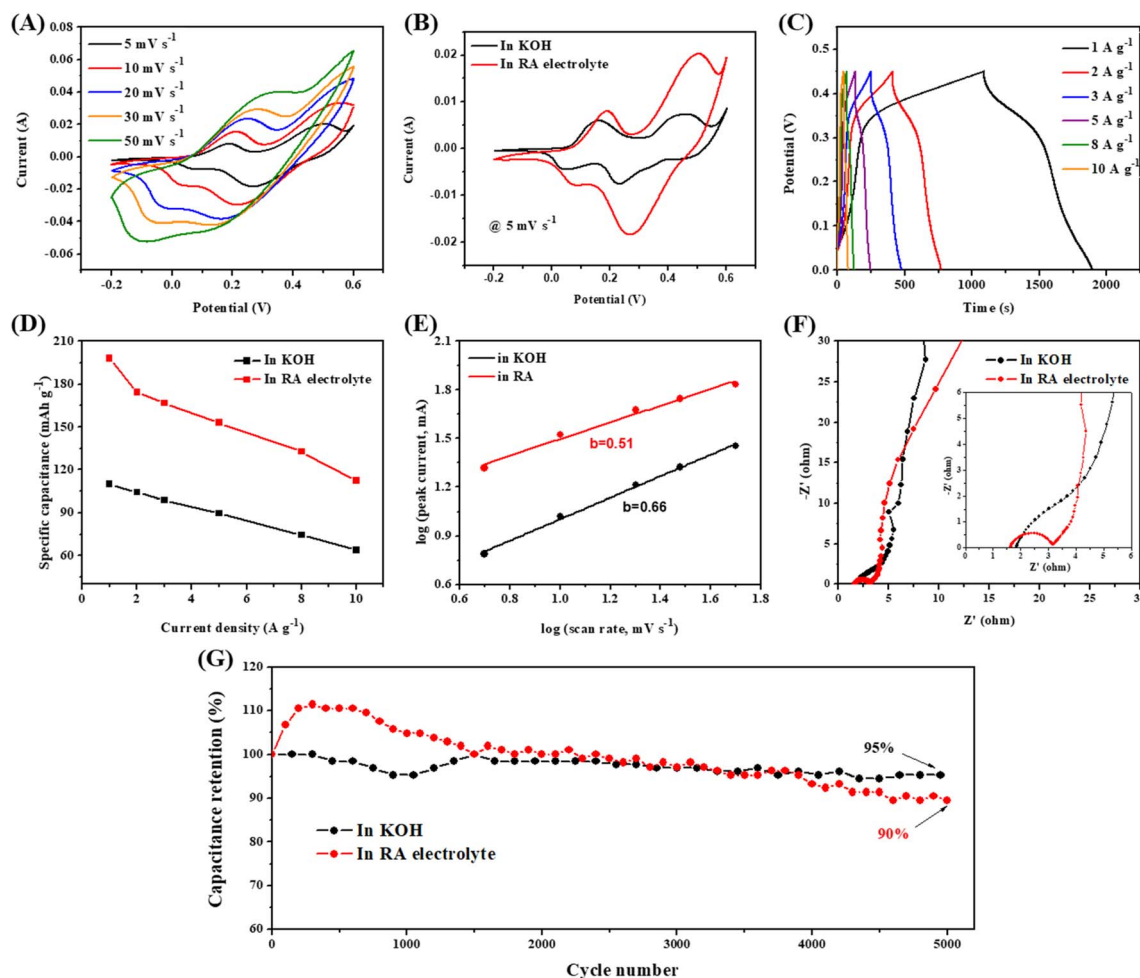 (A)
0.08
0.06
0.04
0.02
0.00
-0.02
-0.04
-0.06
Current (A)
5 mV s⁻¹
10 mV s⁻¹
20 mV s⁻¹
30 mV s⁻¹
50 mV s⁻¹
-0.2
0.0
0.2
0.4
0.6
Potential (V)
(B)
0.02
0.01
0.00
-0.01
-0.02
Current (A)
In KOH
In RA electrolyte
@ 5 mV s⁻¹
-0.2
0.0
0.2
0.4
0.6
Potential (V)
(C)
0.5
0.4
0.3
0.2
0.1
0.0
Potential (V)
1 A g⁻¹
2 A g⁻¹
3 A g⁻¹
5 A g⁻¹
8 A g⁻¹
10 A g⁻¹
0
500
1000
1500
2000
Time (s)
(D)
210
180
150
120
90
60
Specific capacitance (mAh g⁻¹)
In KOH
In RA electrolyte
0
2
4
6
8
10
Current density (A g⁻¹)
(E)
2.1
1.8
1.5
1.2
0.9
0.6
log (peak current, mA)
in KOH
in RA
b=0.51
b=0.66
0.6
0.8
1.0
1.2
1.4
1.6
1.8
log (scan rate, mV s⁻¹)
(F)
30
25
20
15
10
5
0
-Z' (ohm)
In KOH
In RA electrolyte
6
5
4
3
2
1
0
-Z' (ohm)
0
1
2
3
4
5
6
Z' (ohm)
0
5
10
15
20
25
30
Z' (ohm)
(G)
120
110
100
90
80
70
60
Capacitance retention (%)
95%
90%
In KOH
In RA electrolyte
0
1000
2000
3000
4000
5000
Cycle number